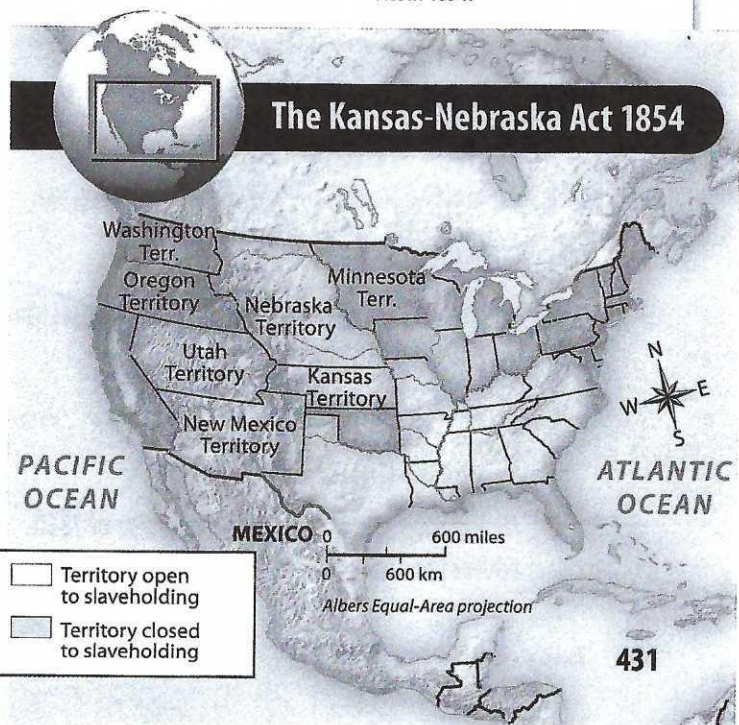 The Kansas-Nebraska Act 1854
Washington
Terr.
Oregon
Territory
Nebraska
Territory
Minnesota
Terr.
Utah
Territory
Kansas
Territory
New Mexico
Territory
N
W E
S
PACIFIC
OCEAN
ATLANTIC
OCEAN
MEXICO
0 600 miles
0 600 km
Albers Equal-Area projection
Territory open
to slaveholding
Territory closed
to slaveholding
431